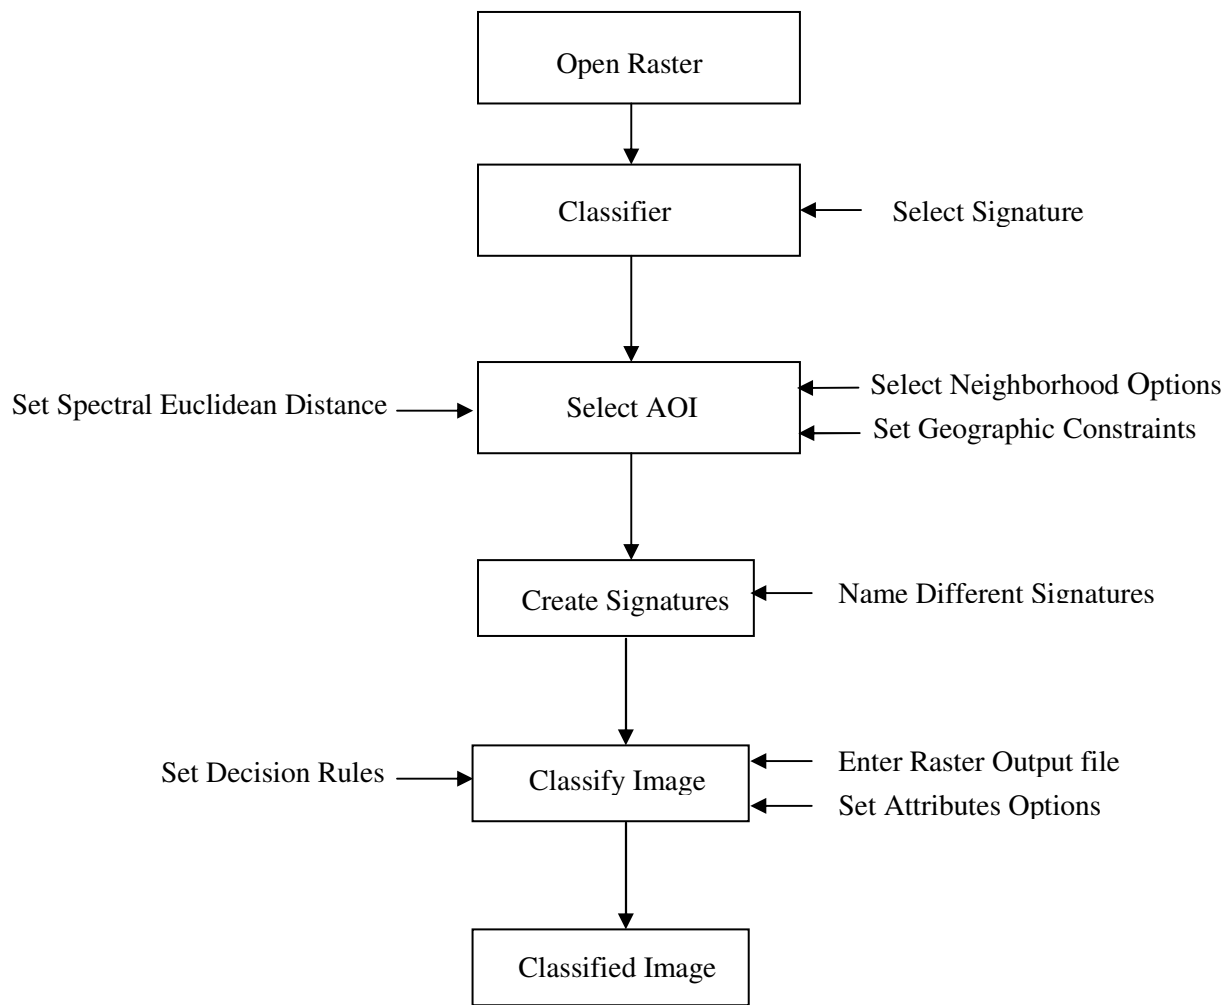 Open Raster
Classifier
Select Signature
Select Neighborhood Options
Set Spectral Euclidean Distance
Select AOI
Set Geographic Constraints
Create Signatures
Name Different Signatures
Enter Raster Output file
Set Decision Rules
Classify Image
Set Attributes Options
Classified Image